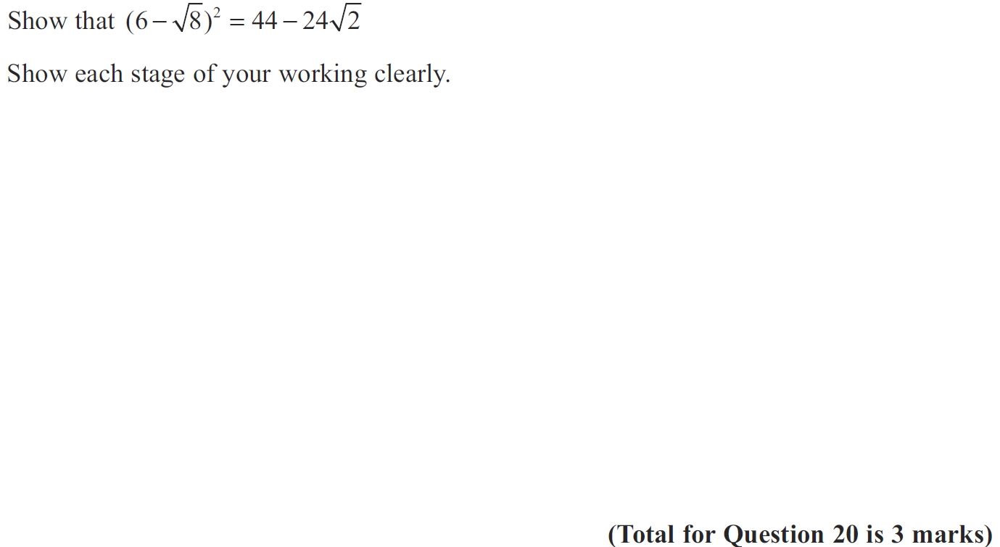 Show that (6 – √8)² = 44 – 24√2
Show each stage of your working clearly.
(Total for Question 20 is 3 marks)